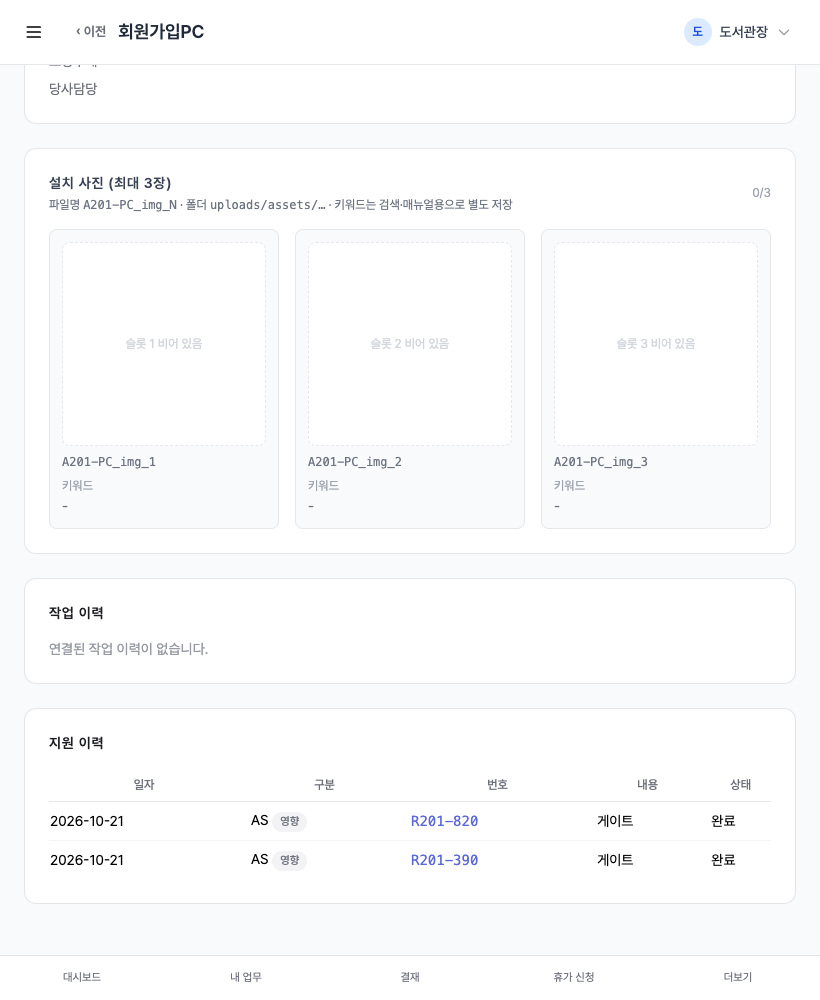 ‹ 이전 회원가입PC
도 도서관장
당사담당
설치 사진 (최대 3장)
파일명 A201-PC_img_N · 폴더 uploads/assets/… · 키워드는 검색·매뉴얼용으로 별도 저장
0/3
슬롯 1 비어 있음
슬롯 2 비어 있음
슬롯 3 비어 있음
A201-PC_img_1
A201-PC_img_2
A201-PC_img_3
키워드
키워드
키워드
-
-
-
작업 이력
연결된 작업 이력이 없습니다.
지원 이력
일자 구분 번호 내용 상태
2026-10-21 AS 영향 R201-820 게이트 완료
2026-10-21 AS 영향 R201-390 게이트 완료
대시보드 내 업무 결재 휴가 신청 더보기